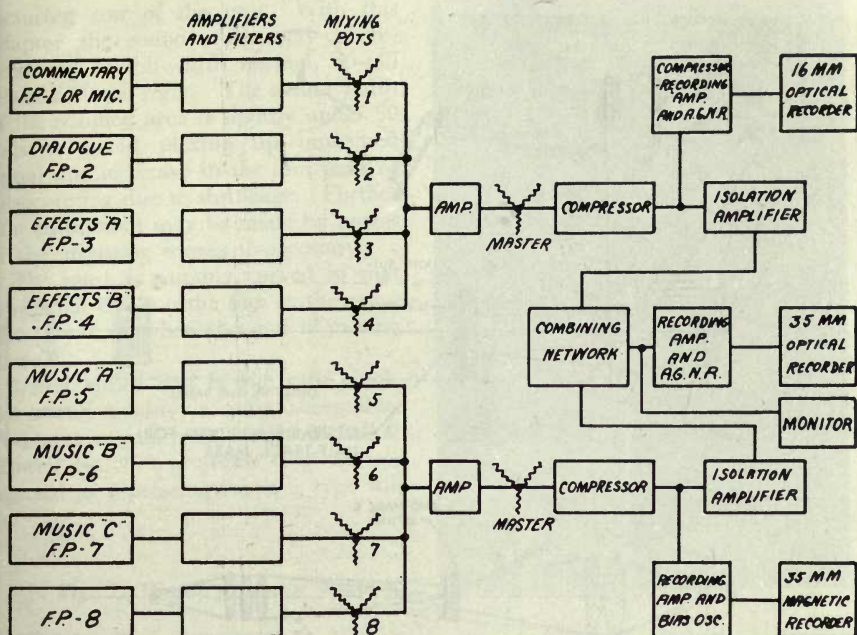 AMPLIFIERS
AND FILTERS
MIXING
POTS
COMMENTARY
F.P-1 OR MIC.
1
DIALOGUE
F.P-2
2
EFFECTS "A"
F.P-3
3
EFFECTS "B"
F.P-4
4
MUSIC "A"
F.P-5
5
MUSIC "B"
F.P-6
6
MUSIC "C"
F.P-7
7
F.P-8
8
AMP.
MASTER
COMPRESSOR
COMPRESSOR
-RECORDING
AMP.
AND A.G.N.R.
16 MM
OPTICAL
RECORDER
ISOLATION
AMPLIFIER
COMBINING
NETWORK
RECORDING
AMP.
AND
A.G.N.R.
35 MM
OPTICAL
RECORDER
MONITOR
AMP
MASTER
COMPRESSOR
ISOLATION
AMPLIFIER
RECORDING
AMP. AND
BIAS OSC.
35 MM
MAGNETIC
RECORDER